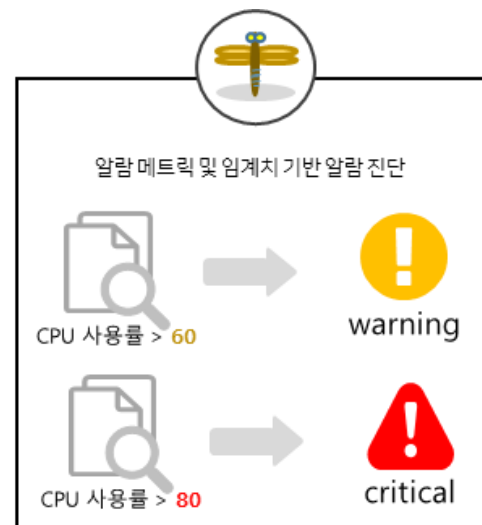 알람 메트릭 및 임계치 기반 알람 진단
CPU 사용률 > 60
warning
CPU 사용률 > 80
critical